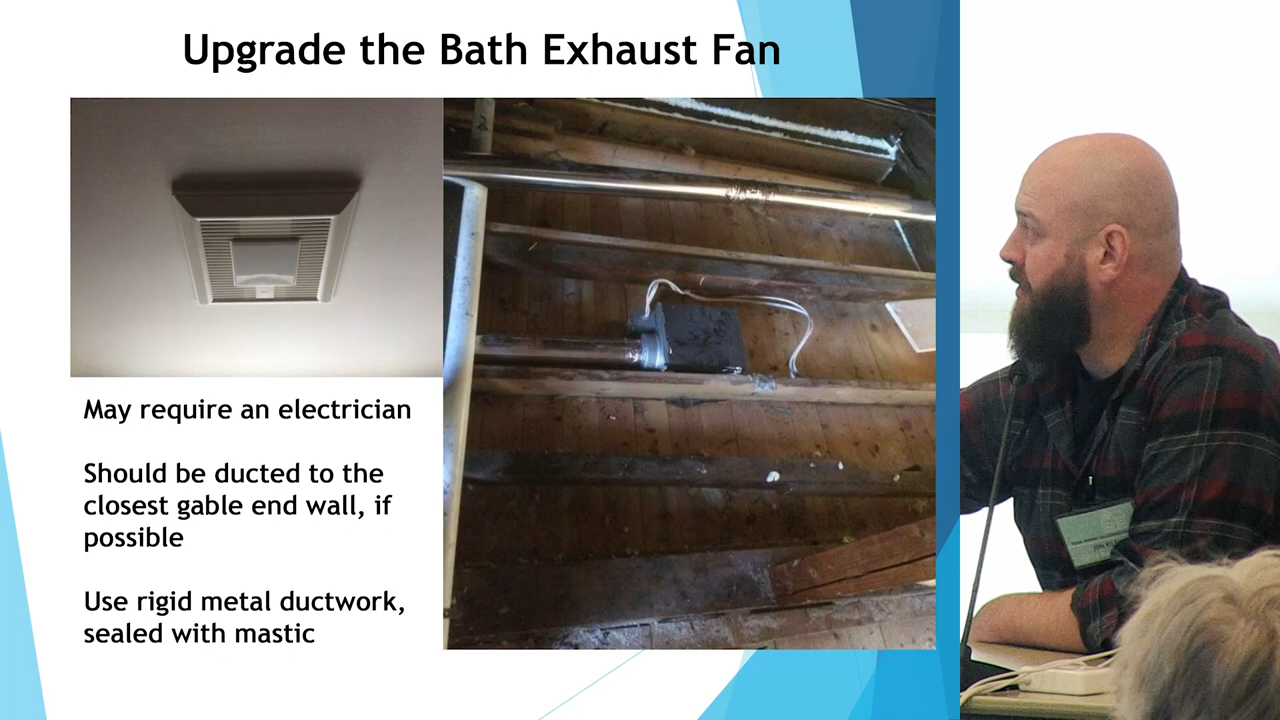 Upgrade the Bath Exhaust Fan
May require an electrician
Should be ducted to the
closest gable end wall, if
possible
Use rigid metal ductwork,
sealed with mastic